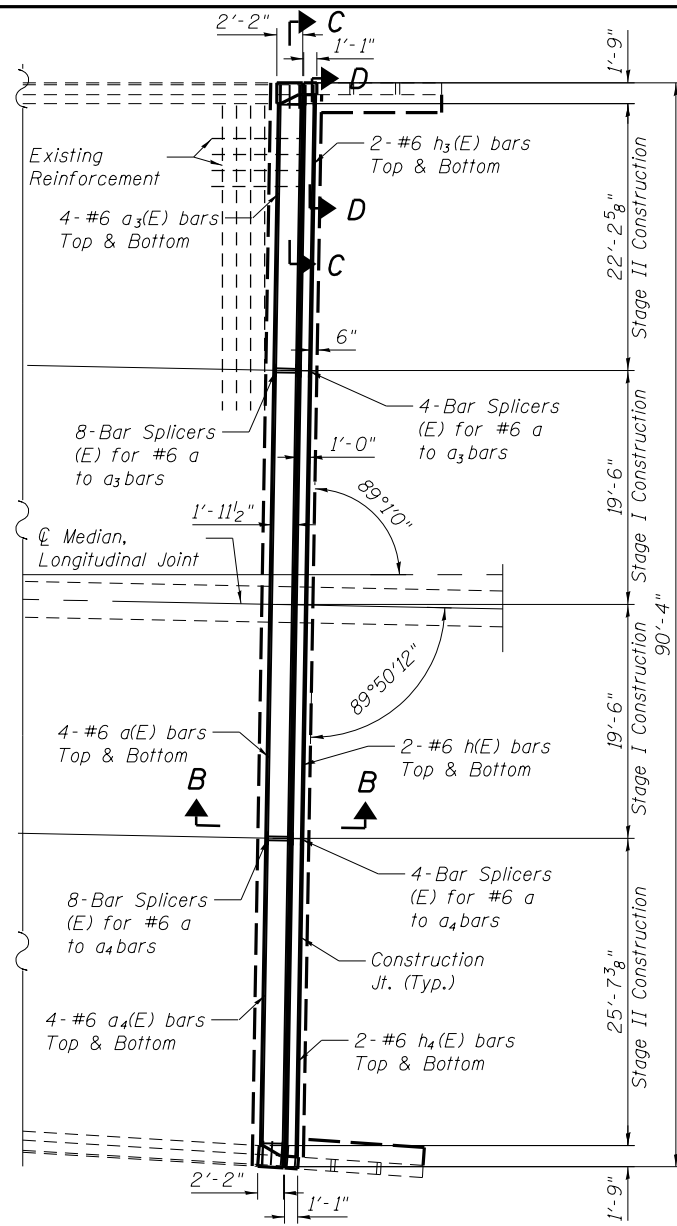 2'-2"
C
1'-1"
1'-9"
D
Existing
Reinforcement
2-#6 h₃(E) bars
Top & Bottom
4-#6 a₃(E) bars
Top & Bottom
D
C
22'-2 5/8"
Stage II Construction
6"
8-Bar Splicers
(E) for #6 a
to a₃ bars
4-Bar Splicers
(E) for #6 a
to a₃ bars
1'-0"
1'-11 1/2"
89°1'0"
19'-6"
Stage I Construction
℄ Median,
Longitudinal Joint
90'-4"
89°50'12"
19'-6"
Stage I Construction
4-#6 a(E) bars
Top & Bottom
2-#6 h(E) bars
Top & Bottom
B
B
8-Bar Splicers
(E) for #6 a
to a₄ bars
4-Bar Splicers
(E) for #6 a
to a₄ bars
Construction
Jt. (Typ.)
25'-7 3/8"
Stage II Construction
4-#6 a₄(E) bars
Top & Bottom
2-#6 h₄(E) bars
Top & Bottom
2'-2"
1'-1"
1'-9"